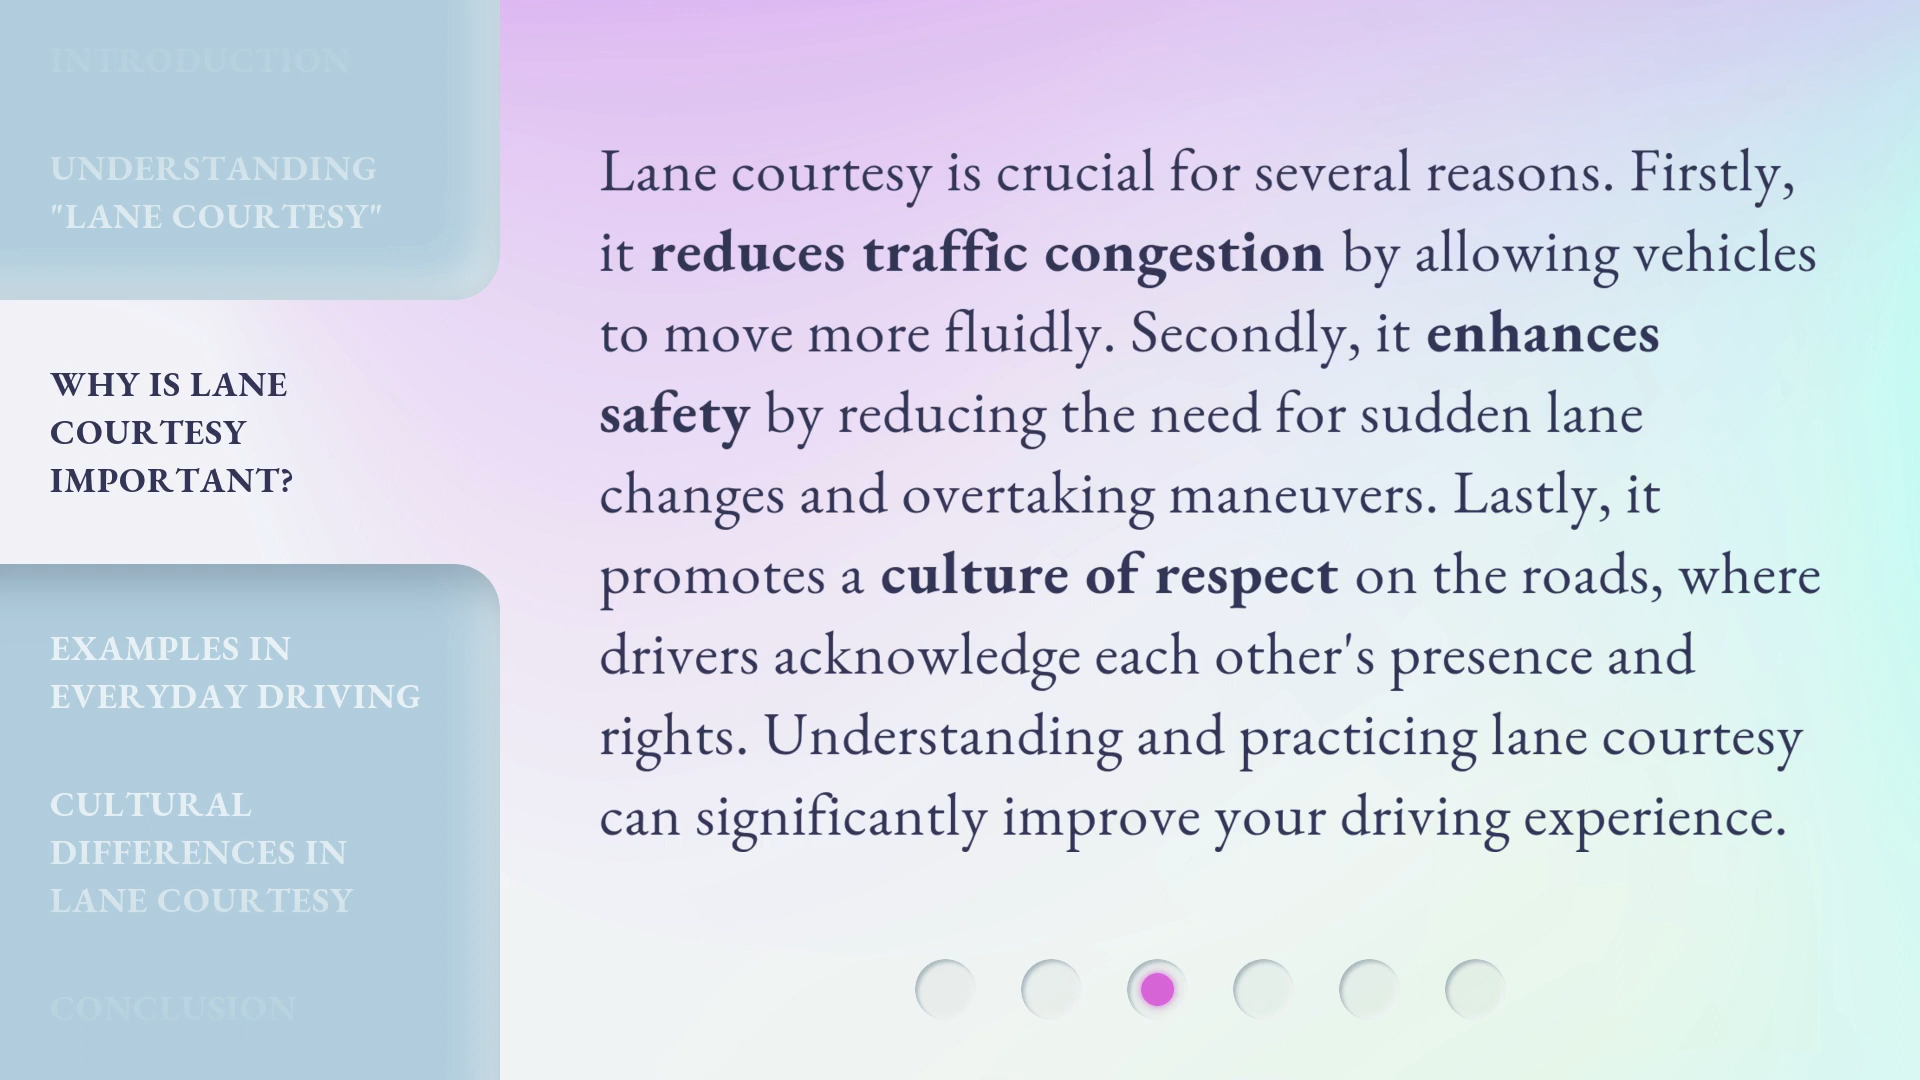 INTRODUCTION
UNDERSTANDING
"LANE COURTESY"
WHY IS LANE
COURTESY
IMPORTANT?
EXAMPLES IN
EVERYDAY DRIVING
CULTURAL
DIFFERENCES IN
LANE COURTESY
CONCLUSION
Lane courtesy is crucial for several reasons. Firstly,
it reduces traffic congestion by allowing vehicles
to move more fluidly. Secondly, it enhances
safety by reducing the need for sudden lane
changes and overtaking maneuvers. Lastly, it
promotes a culture of respect on the roads, where
drivers acknowledge each other's presence and
rights. Understanding and practicing lane courtesy
can significantly improve your driving experience.